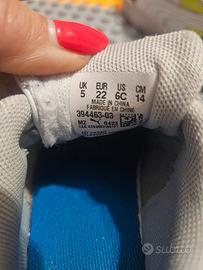 UK EUR US CM
5 22 6C 14
MADE IN CHINA
FABRIQUÉ EN CHINE
394463-03
subito